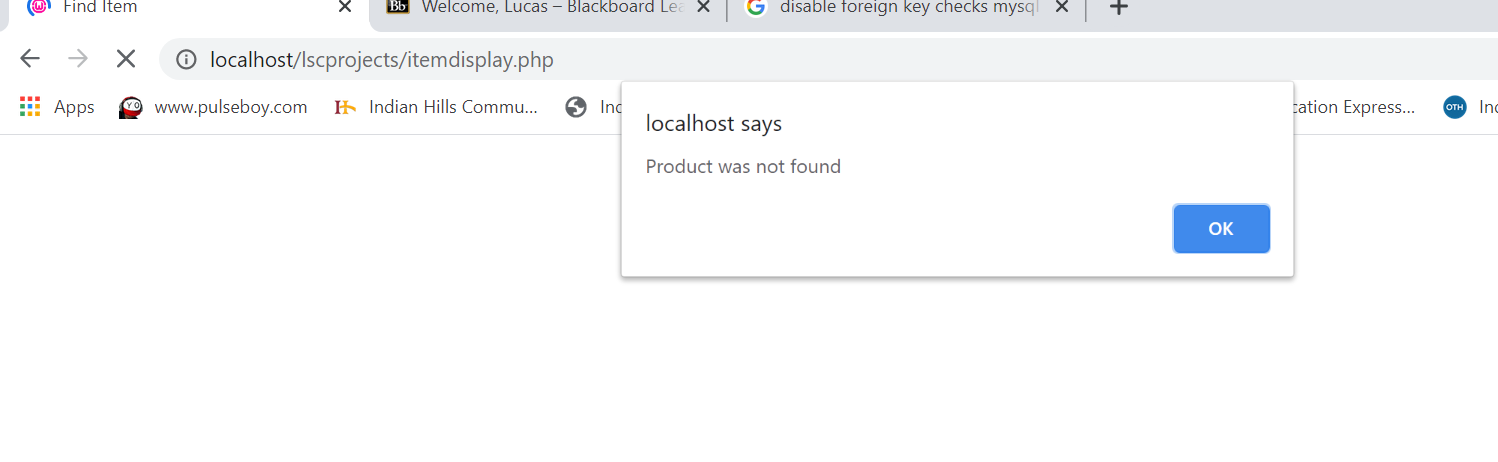 Find Item
Welcome, Lucas – Blackboard Lea
disable foreign key checks mysql
localhost/lscprojects/itemdisplay.php
Apps
www.pulseboy.com
Indian Hills Commu...
Inc
cation Express...
OTH
Inc
localhost says
Product was not found
OK